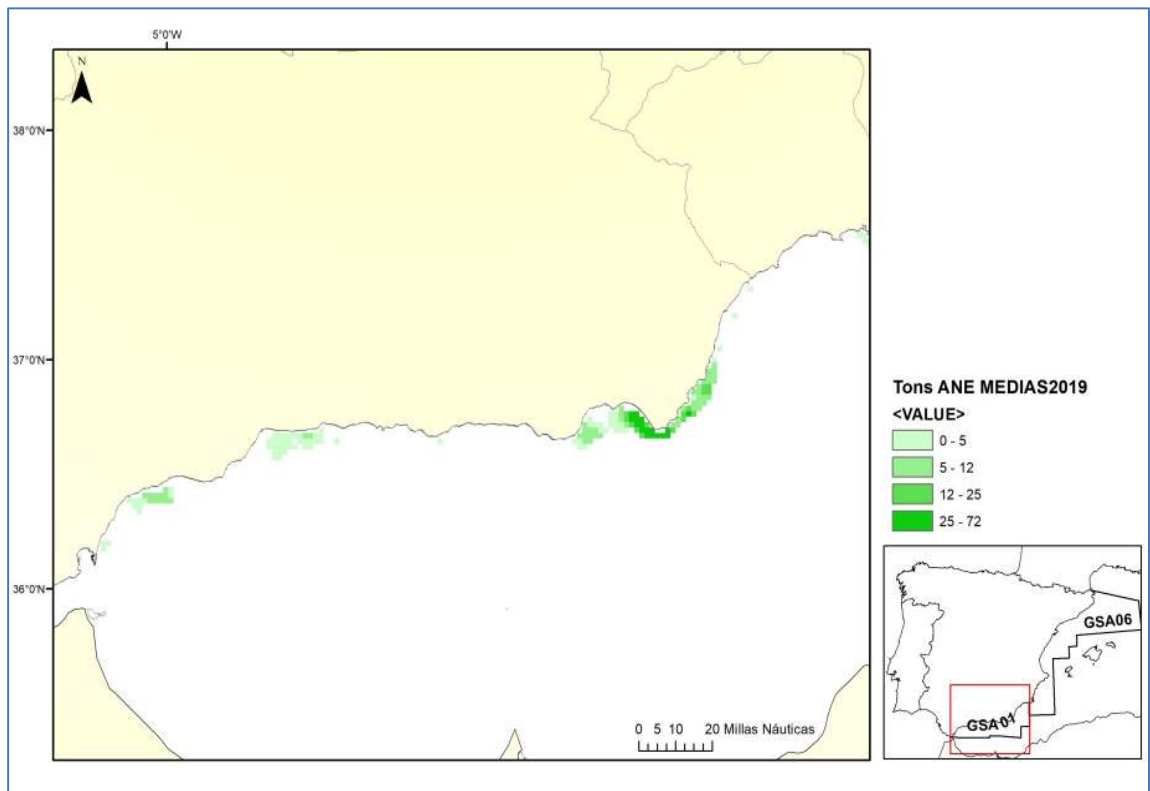 5°0'W
N
38°0'N
37°0'N
36°0'N
0 5 10 20 Millas Náuticas
Tons ANE MEDIAS2019
<VALUE>
0 - 5
5 - 12
12 - 25
25 - 72
GSA06
GSA01